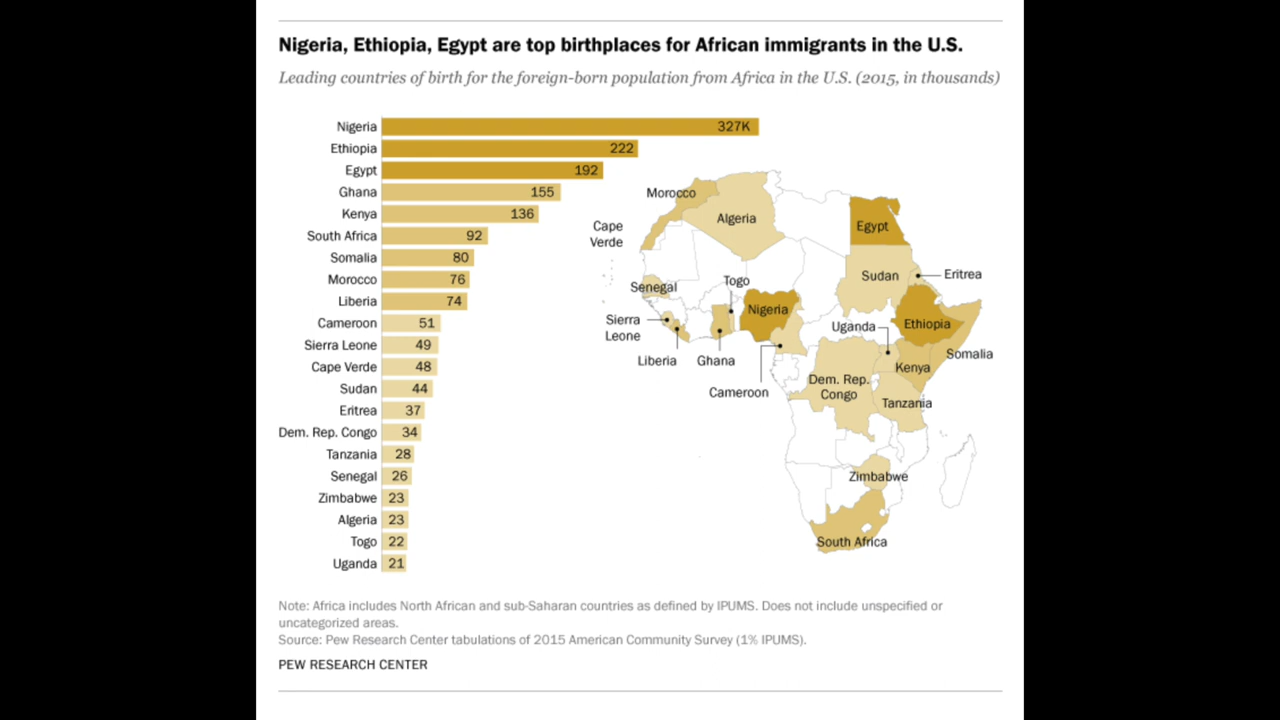 Nigeria, Ethiopia, Egypt are top birthplaces for African immigrants in the U.S.
Leading countries of birth for the foreign-born population from Africa in the U.S. (2015, in thousands)
Nigeria 327K
Ethiopia 222
Egypt 192
Ghana 155
Kenya 136
South Africa 92
Somalia 80
Morocco 76
Liberia 74
Cameroon 51
Sierra Leone 49
Cape Verde 48
Sudan 44
Eritrea 37
Dem. Rep. Congo 34
Tanzania 28
Senegal 26
Zimbabwe 23
Algeria 23
Togo 22
Uganda 21
Morocco
Algeria
Cape
Verde
Egypt
Sudan
Eritrea
Togo
Senegal
Nigeria
Sierra
Leone
Uganda
Ethiopia
Liberia
Ghana
Somalia
Kenya
Cameroon
Dem. Rep.
Congo
Tanzania
Zimbabwe
South Africa
Note: Africa includes North African and sub-Saharan countries as defined by IPUMS. Does not include unspecified or
uncategorized areas.
Source: Pew Research Center tabulations of 2015 American Community Survey (1% IPUMS).
PEW RESEARCH CENTER